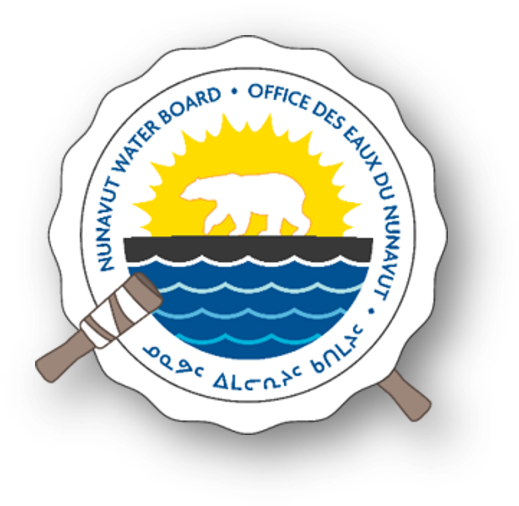 NUNAVUT WATER BOARD • OFFICE DES EAUX DU NUNAVUT •
ᓄᓇᕗᑦ ᐃᒪᓕᕆᔨᑦ ᑲᑎᒪᔨᑦ